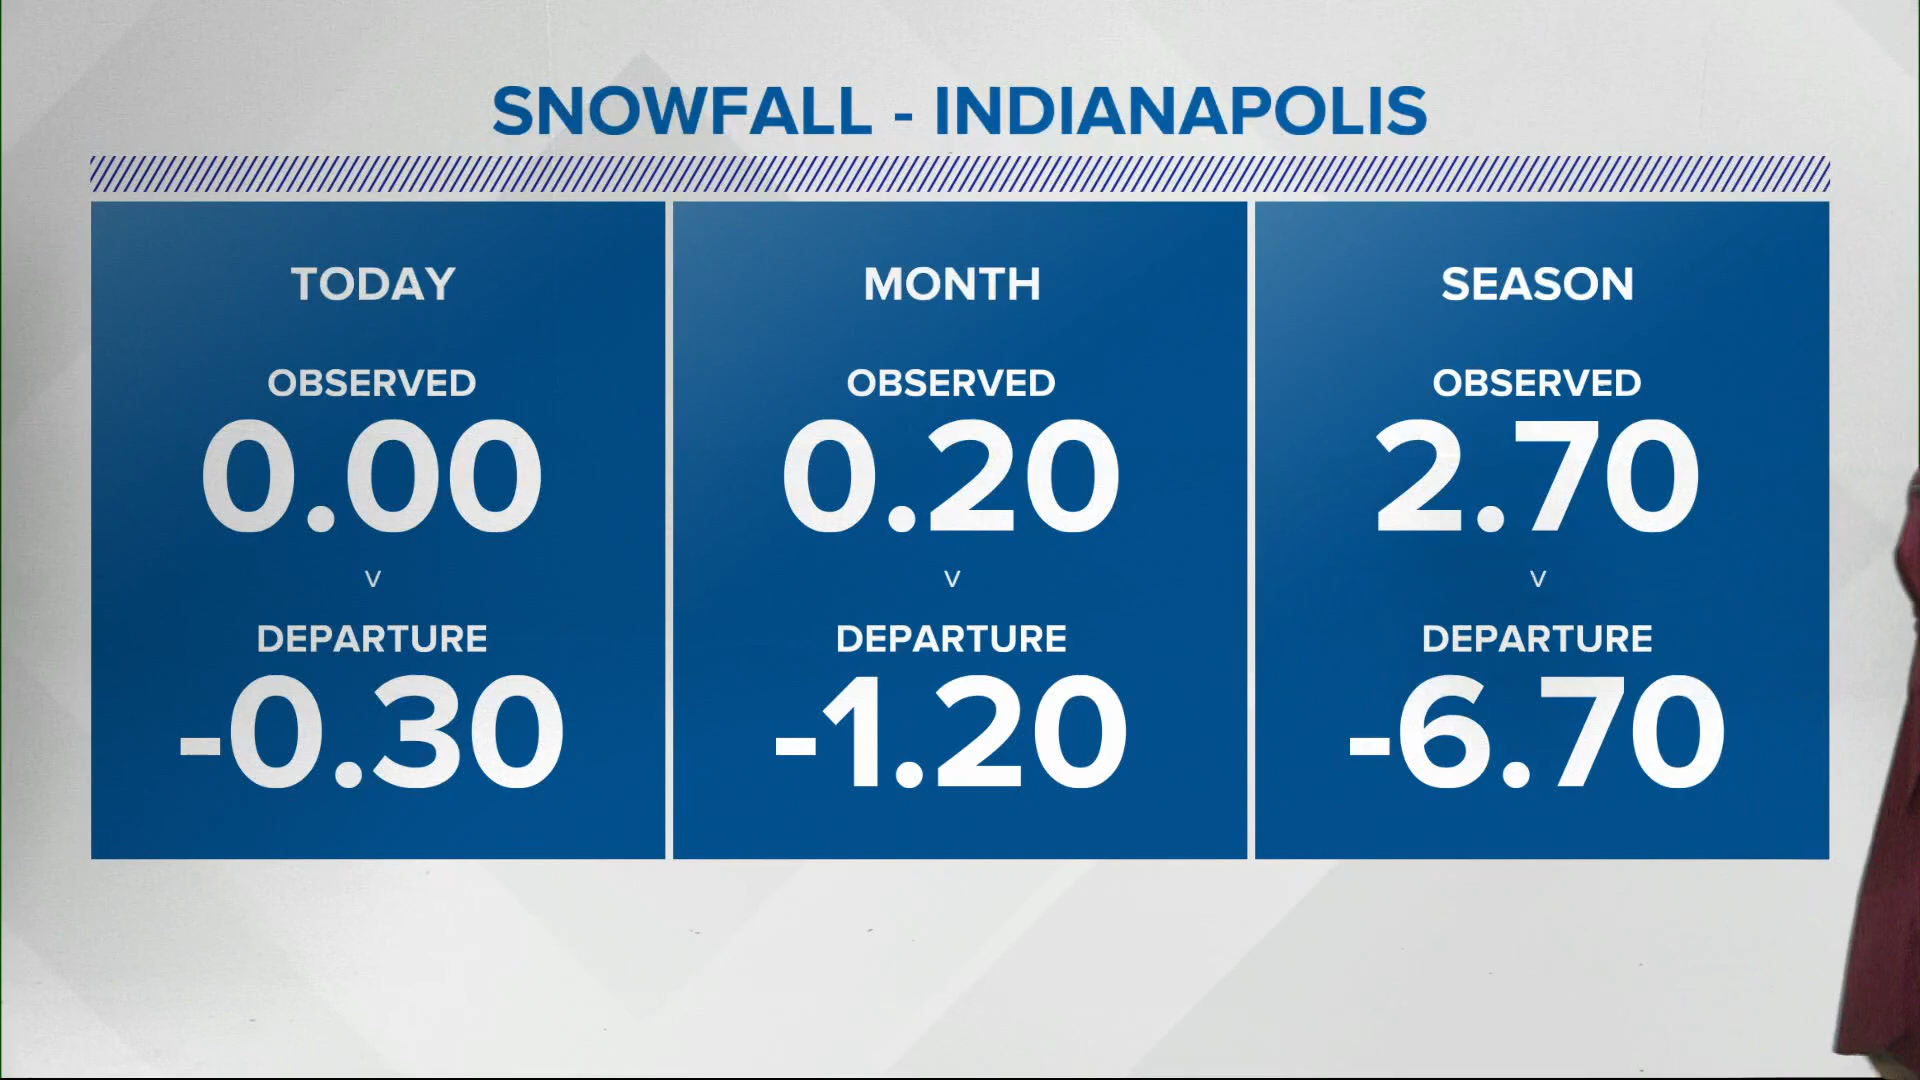 SNOWFALL - INDIANAPOLIS
TODAY
OBSERVED
0.00
v
DEPARTURE
-0.30
MONTH
OBSERVED
0.20
v
DEPARTURE
-1.20
SEASON
OBSERVED
2.70
v
DEPARTURE
-6.70